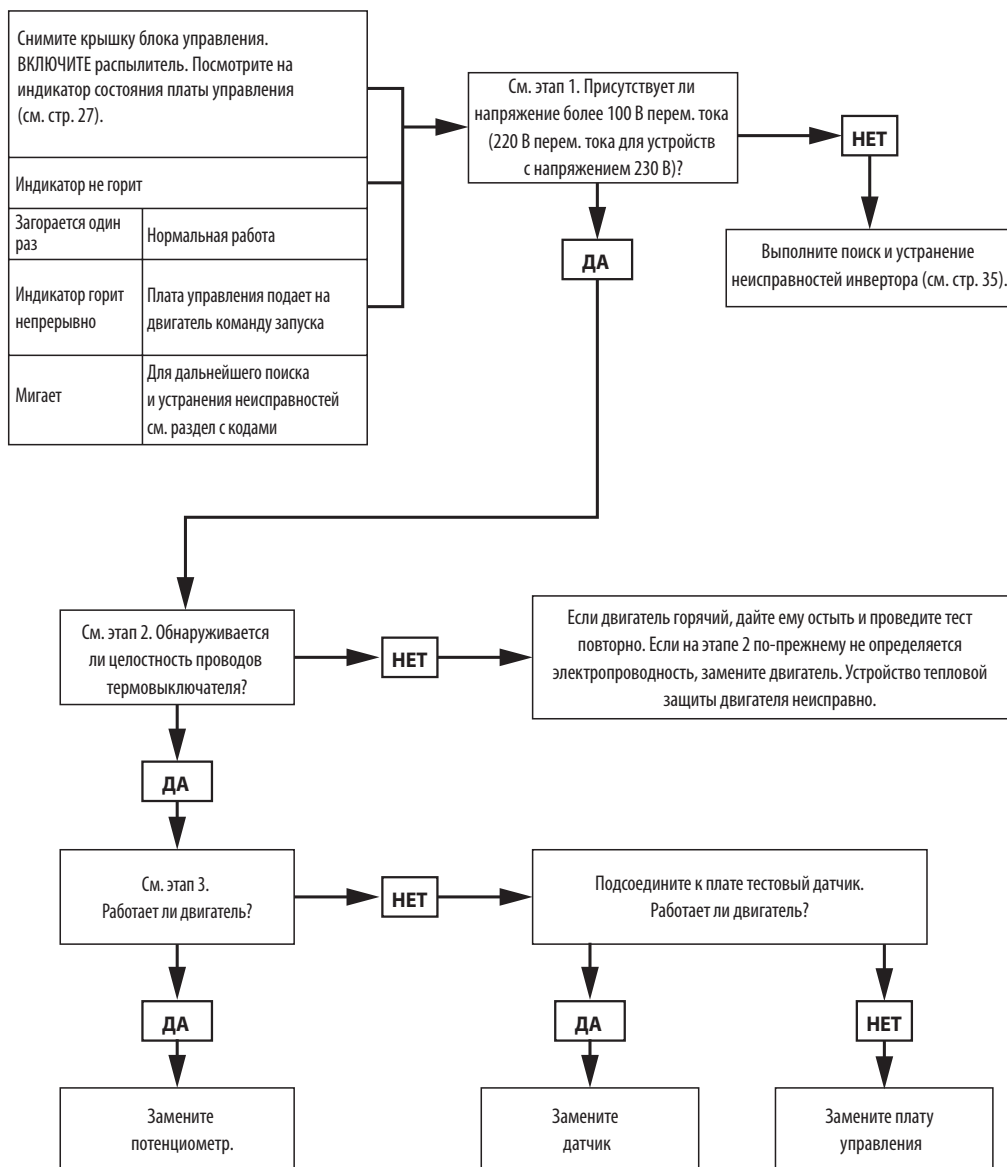 Снимите крышку блока управления.
ВКЛЮЧИТЕ распылитель. Посмотрите на
индикатор состояния платы управления
(см. стр. 27).
Индикатор не горит
Загорается один
раз
Нормальная работа
Индикатор горит
непрерывно
Плата управления подает на
двигатель команду запуска
Мигает
Для дальнейшего поиска
и устранения неисправностей
см. раздел с кодами
См. этап 1. Присутствует ли
напряжение более 100 В перем. тока
(220 В перем. тока для устройств
с напряжением 230 В)?
НЕТ
ДА
Выполните поиск и устранение
неисправностей инвертора (см. стр. 35).
См. этап 2. Обнаруживается
ли целостность проводов
термовыключателя?
НЕТ
Если двигатель горячий, дайте ему остыть и проведите тест
повторно. Если на этапе 2 по-прежнему не определяется
электропроводность, замените двигатель. Устройство тепловой
защиты двигателя неисправно.
ДА
См. этап 3.
Работает ли двигатель?
НЕТ
Подсоедините к плате тестовый датчик.
Работает ли двигатель?
ДА
ДА
НЕТ
Замените
потенциометр.
Замените
датчик
Замените плату
управления